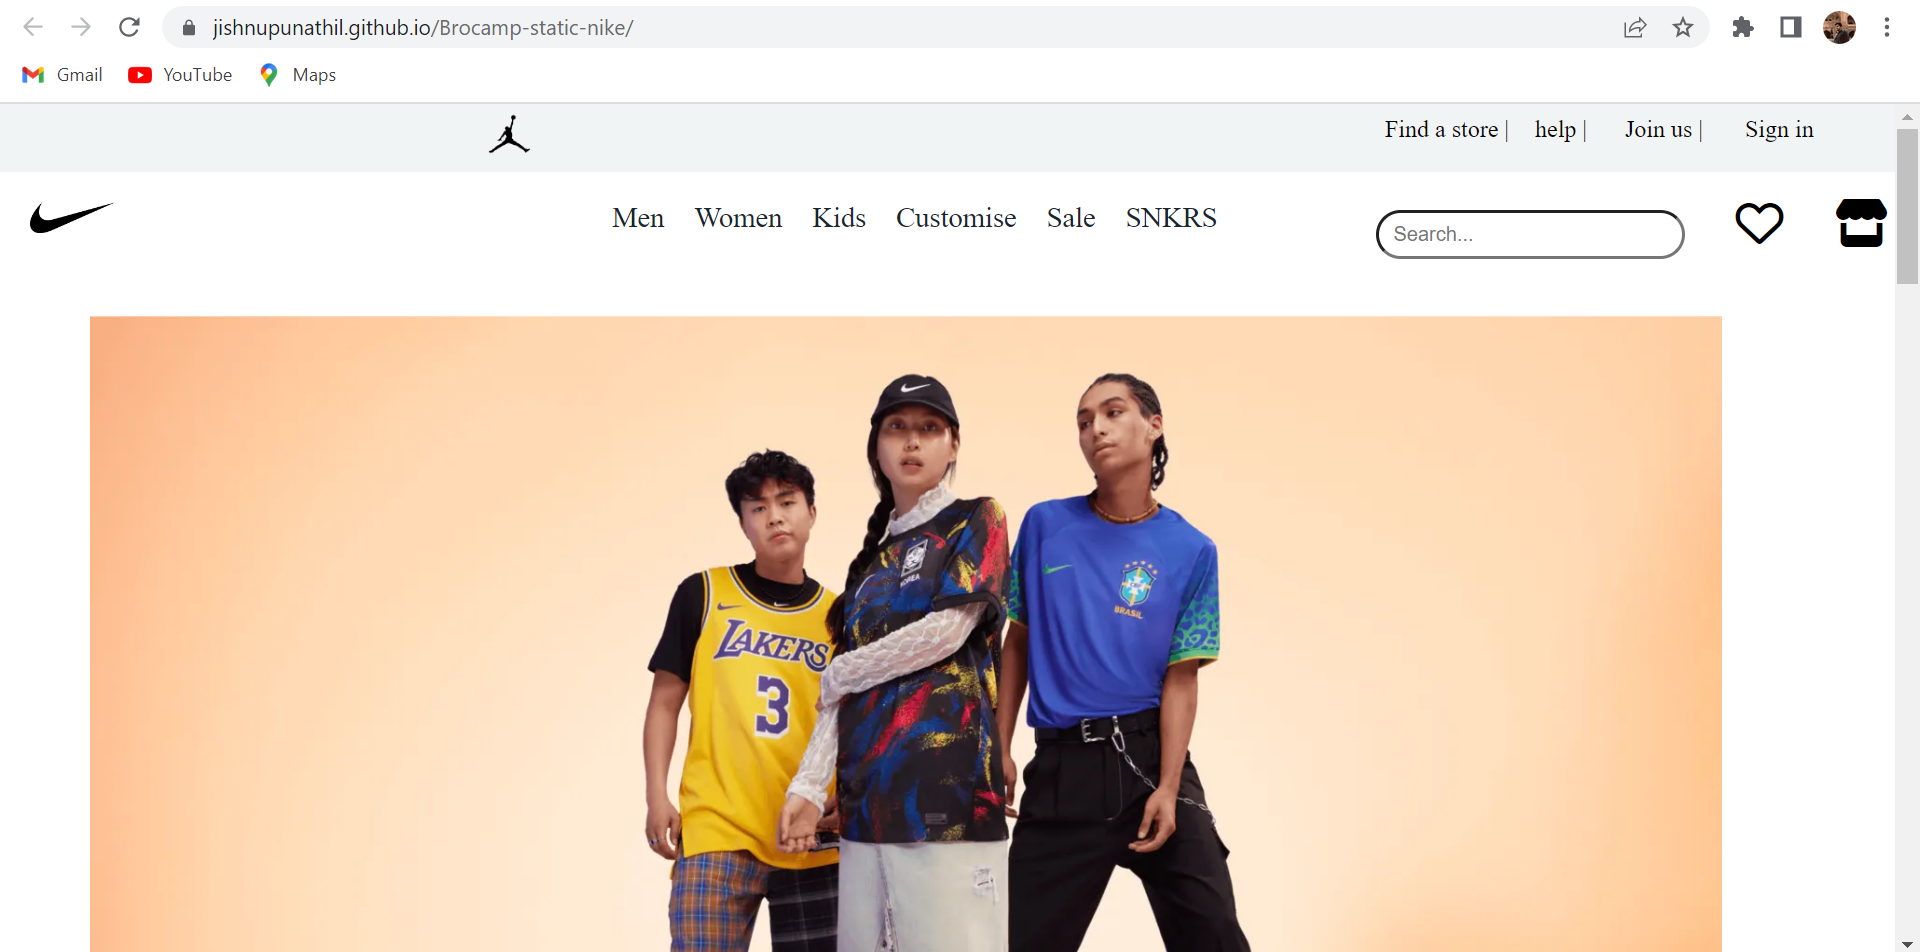 jishnupunathil.github.io/Brocamp-static-nike/
Gmail YouTube Maps
Find a store | help | Join us | Sign in
Men Women Kids Customise Sale SNKRS
Search...
KOREA
BRASIL
LAKERS
3